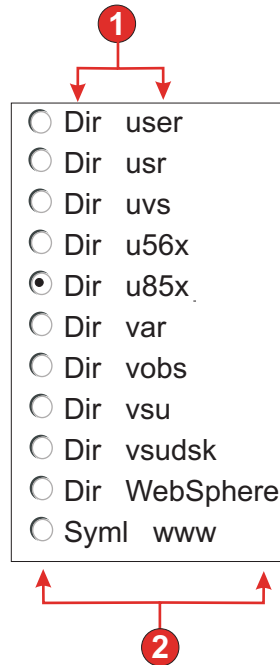 1
Dir user
Dir usr
Dir uvs
Dir u56x
Dir u85x
Dir var
Dir vobs
Dir vsu
Dir vsudsk
Dir WebSphere
Syml www
2